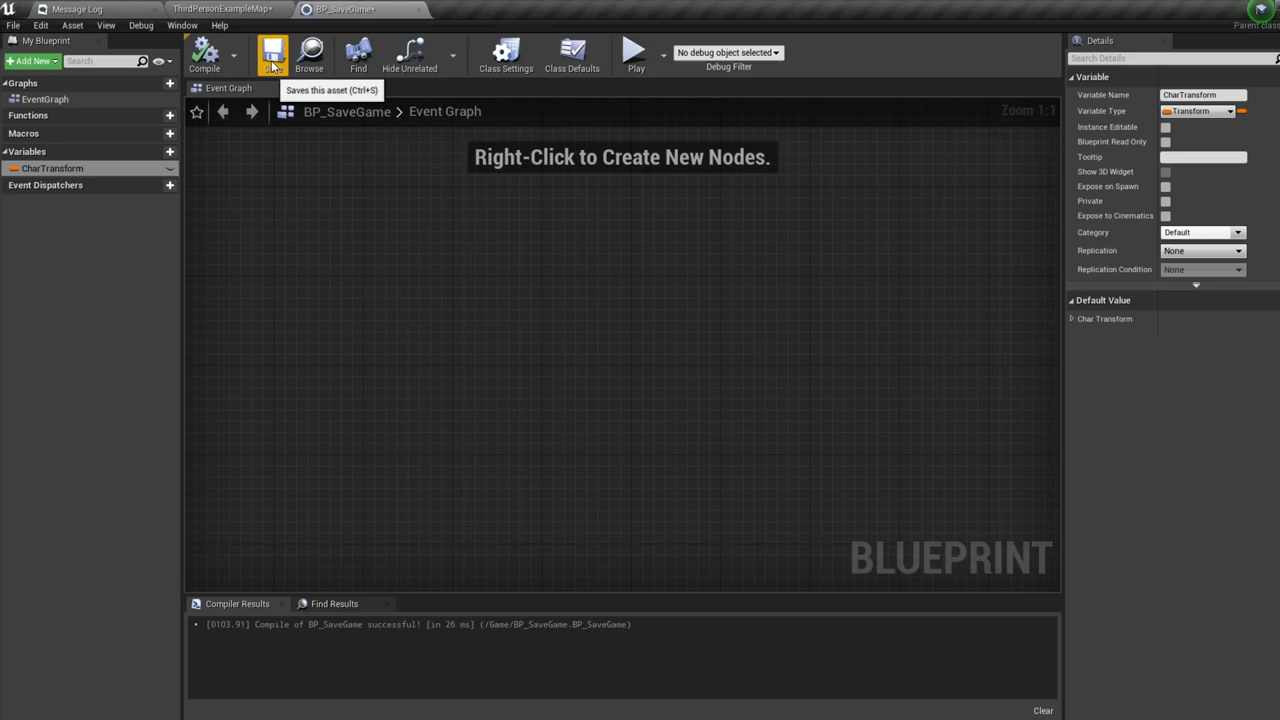 Message Log
ThirdPersonExampleMap*
BP_SaveGame*
File Edit Asset View Debug Window Help
Parent class
My Blueprint
Add New
Search
Graphs
EventGraph
Functions
Macros
Variables
CharTransform
Event Dispatchers
Compile
Browse
Find
Hide Unrelated
Class Settings
Class Defaults
Play
No debug object selected
Debug Filter
Saves this asset (Ctrl+S)
Event Graph
BP_SaveGame > Event Graph
Zoom 1:1
Right-Click to Create New Nodes.
BLUEPRINT
Compiler Results
Find Results
[0103.91] Compile of BP_SaveGame successful! [in 26 ms] (/Game/BP_SaveGame.BP_SaveGame)
Clear
Details
Search Details
Variable
Variable Name CharTransform
Variable Type Transform
Instance Editable
Blueprint Read Only
Tooltip
Show 3D Widget
Expose on Spawn
Private
Expose to Cinematics
Category Default
Replication None
Replication Condition None
Default Value
Char Transform